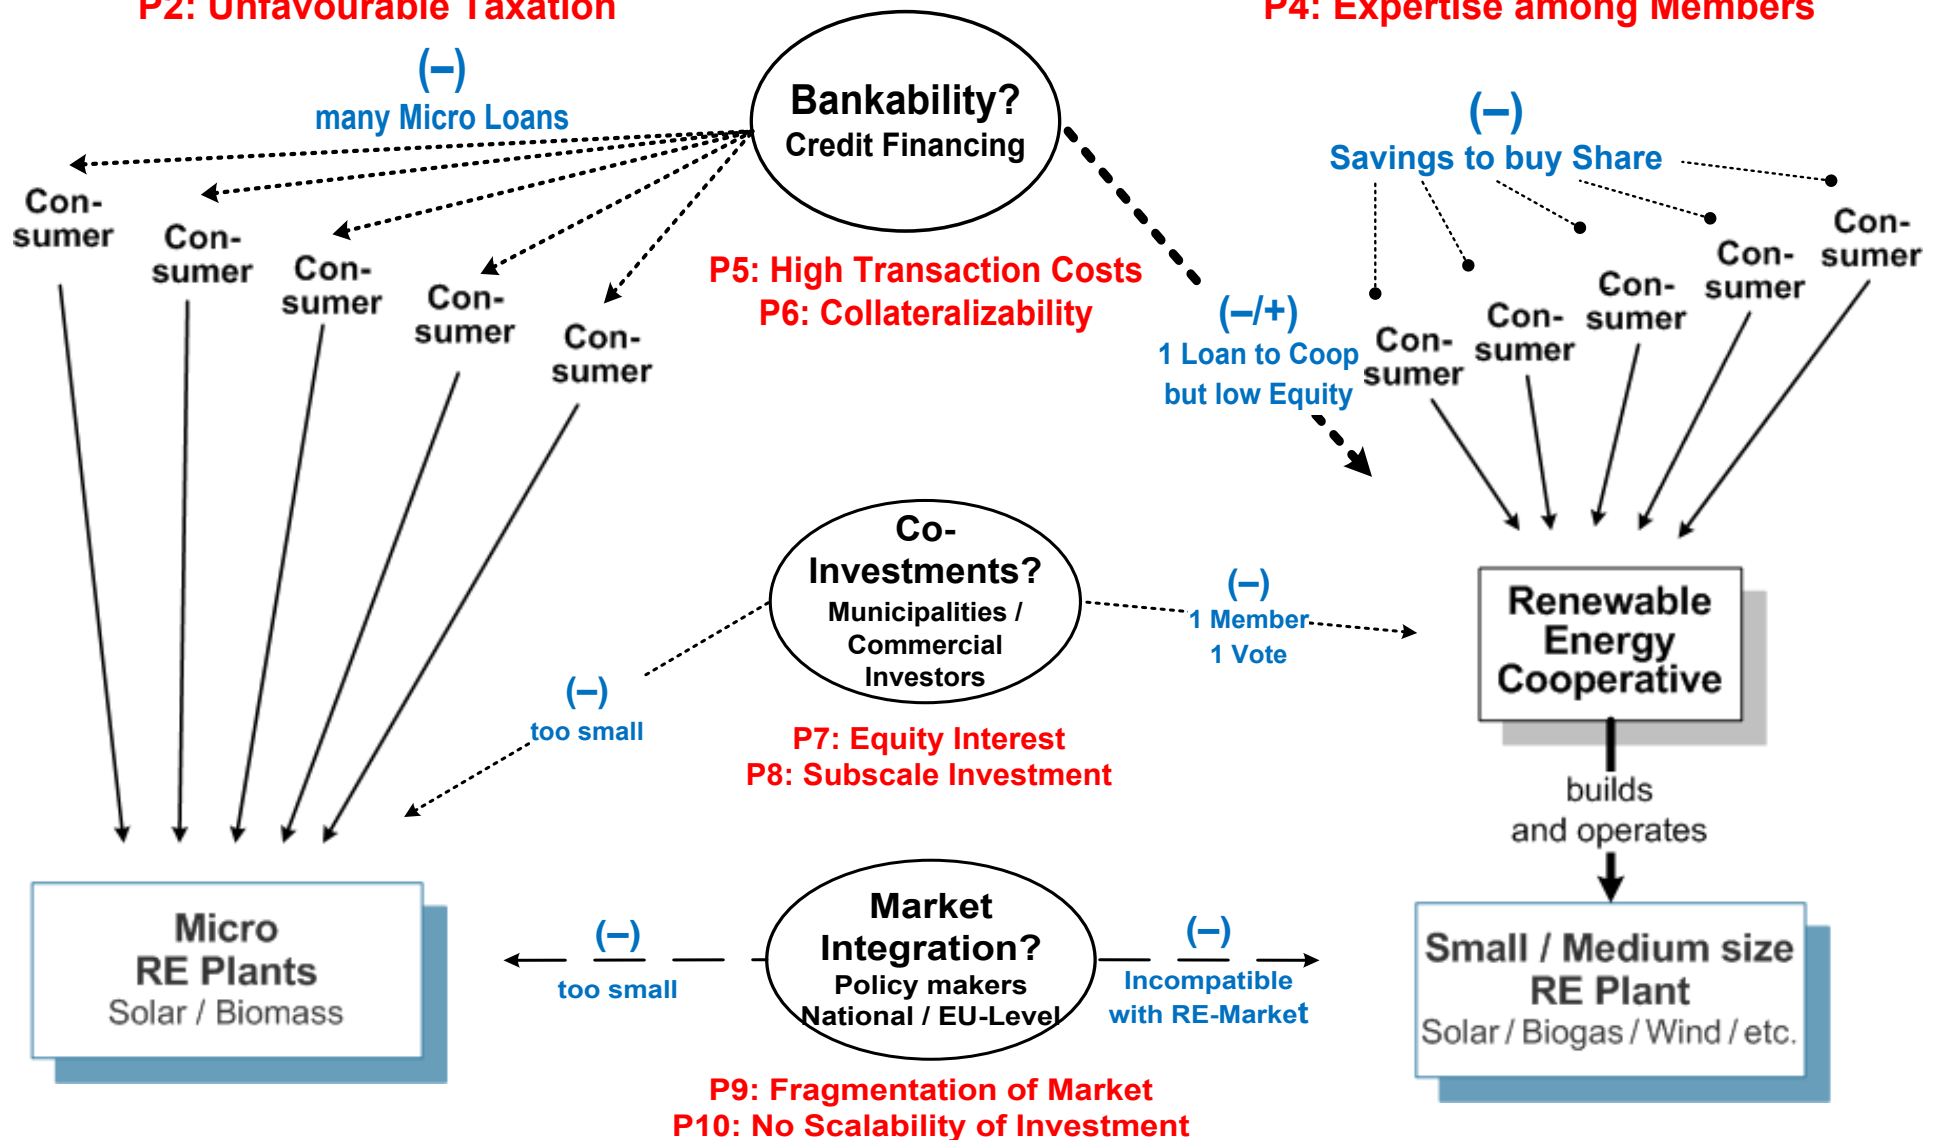 P2: Unfavourable Taxation
P4: Expertise among Members
(–)
many Micro Loans
Bankability?
Credit Financing
(–)
Savings to buy Share
Con-
sumer
Con-
sumer
Con-
sumer
Con-
sumer
Con-
sumer
P5: High Transaction Costs
P6: Collateralizability
(–/+)
1 Loan to Coop
but low Equity
Con-
sumer
Con-
sumer
Con-
sumer
Con-
sumer
Con-
sumer
Co-
Investments?
Municipalities /
Commercial
Investors
(–)
too small
(–)
1 Member
1 Vote
P7: Equity Interest
P8: Subscale Investment
Renewable
Energy
Cooperative
builds
and operates
Micro
RE Plants
Solar / Biomass
(–)
too small
Market
Integration?
Policy makers
National / EU-Level
(–)
Incompatible
with RE-Market
Small / Medium size
RE Plant
Solar / Biogas / Wind / etc.
P9: Fragmentation of Market
P10: No Scalability of Investment